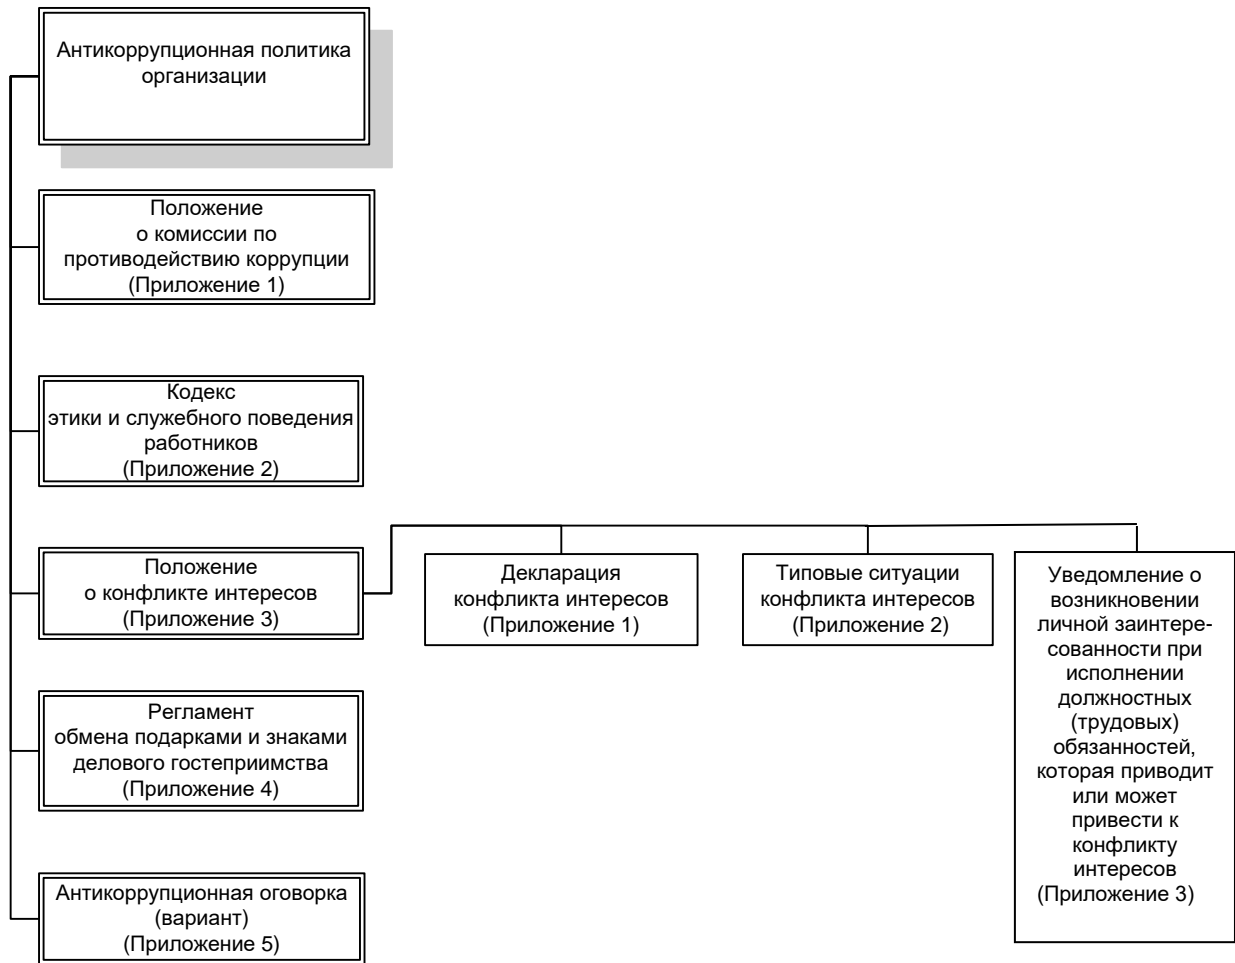 Антикоррупционная политика
организации
Положение
о комиссии по
противодействию коррупции
(Приложение 1)
Кодекс
этики и служебного поведения
работников
(Приложение 2)
Положение
о конфликте интересов
(Приложение 3)
Декларация
конфликта интересов
(Приложение 1)
Типовые ситуации
конфликта интересов
(Приложение 2)
Уведомление о
возникновении
личной заинтере-
сованности при
исполнении
должностных
(трудовых)
обязанностей,
которая приводит
или может
привести к
конфликту
интересов
(Приложение 3)
Регламент
обмена подарками и знаками
делового гостеприимства
(Приложение 4)
Антикоррупционная оговорка
(вариант)
(Приложение 5)